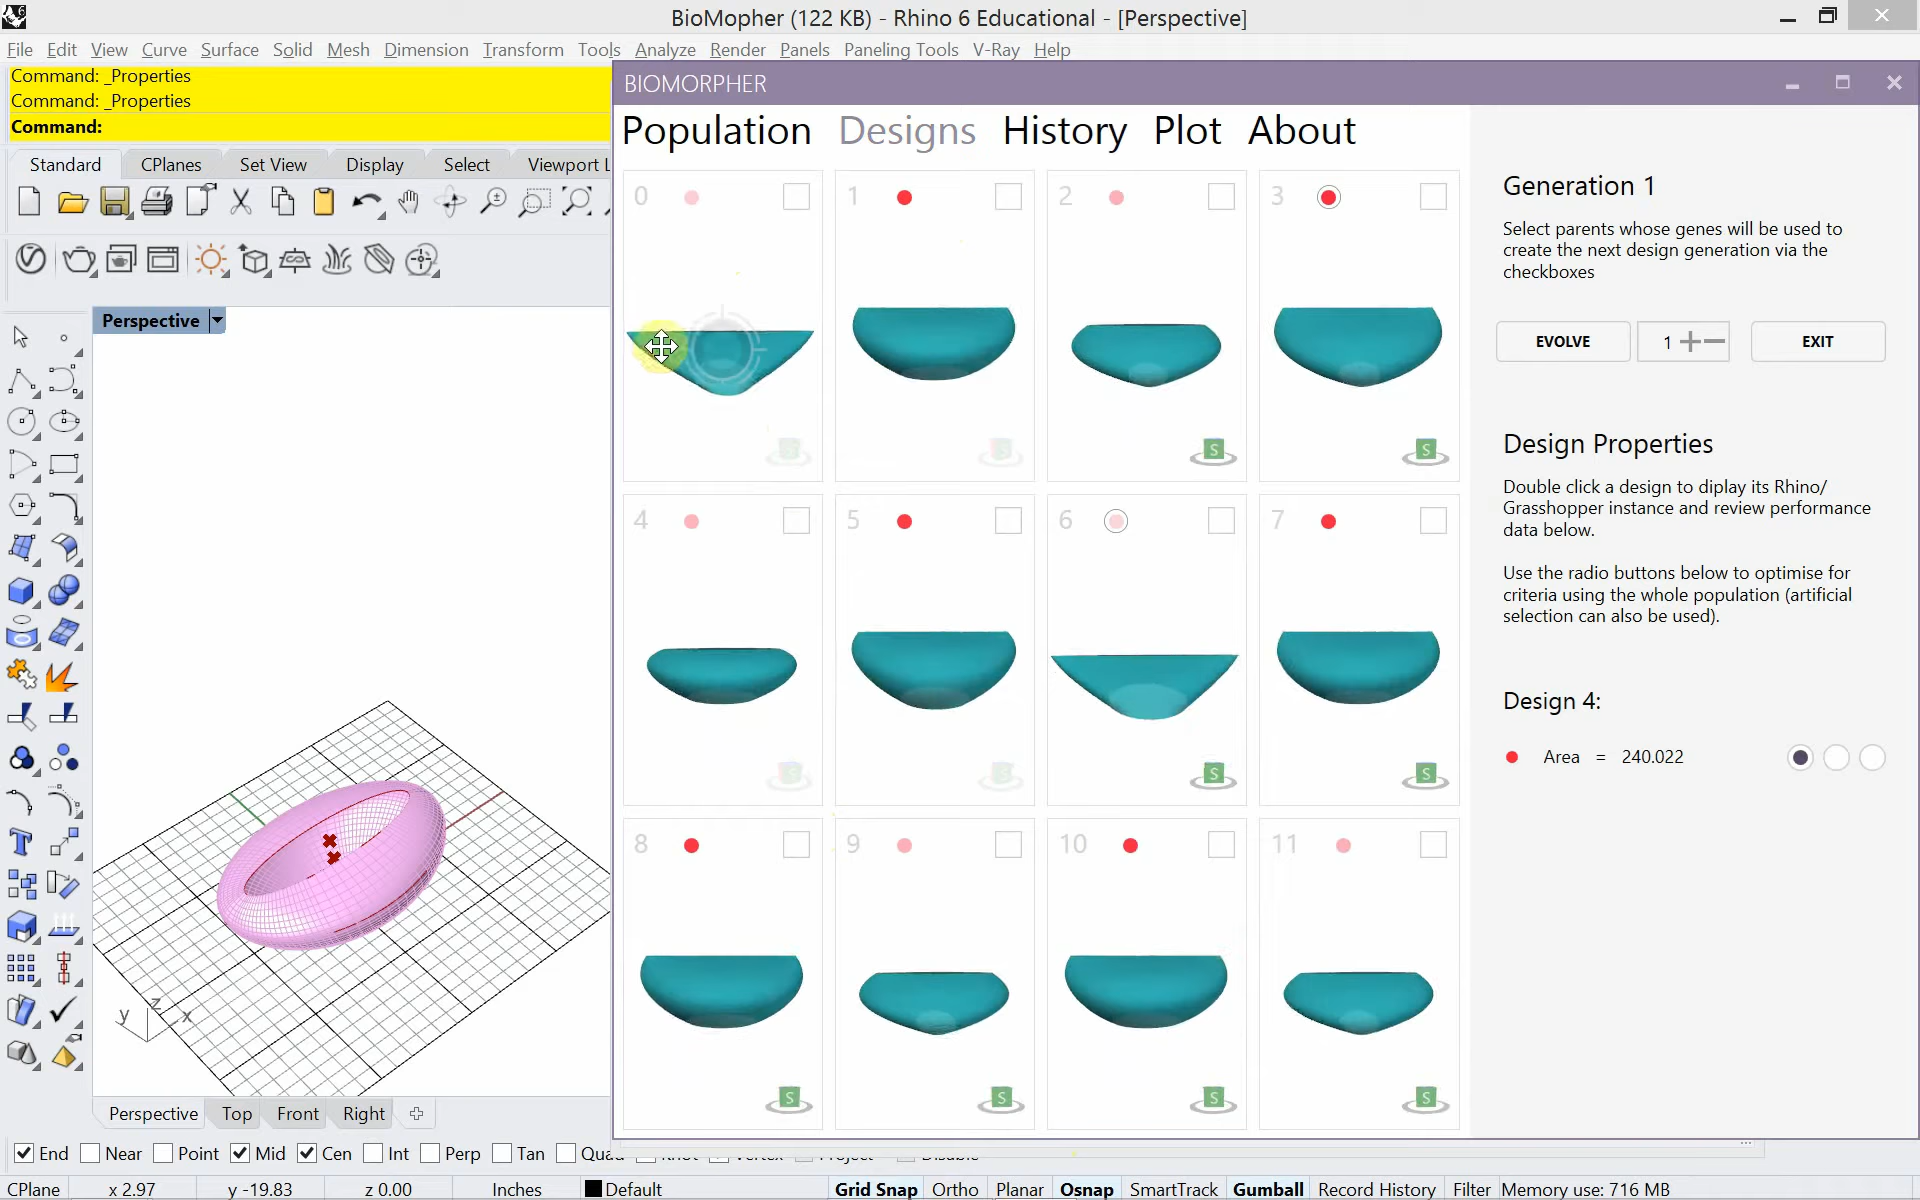 BioMopher (122 KB) - Rhino 6 Educational - [Perspective]
File Edit View Curve Surface Solid Mesh Dimension Transform Tools Analyze Render Panels Paneling Tools V-Ray Help
Command: _Properties
Command: _Properties
Command:
Standard CPlanes Set View Display Select Viewport L
Perspective
y z x
Perspective Top Front Right
BIOMORPHER
Population Designs History Plot About
0 1 2 3
S S S S
4 5 6 7
S S S S
8 9 10 11
S S S S
Generation 1
Select parents whose genes will be used to
create the next design generation via the
checkboxes
EVOLVE 1 EXIT
Design Properties
Double click a design to diplay its Rhino/
Grasshopper instance and review performance
data below.
Use the radio buttons below to optimise for
criteria using the whole population (artificial
selection can also be used).
Design 4:
Area = 240.022
End Near Point Mid Cen Int Perp Tan Quad
CPlane x 2.97 y -19.83 z 0.00 Inches Default Grid Snap Ortho Planar Osnap SmartTrack Gumball Record History Filter Memory use: 716 MB